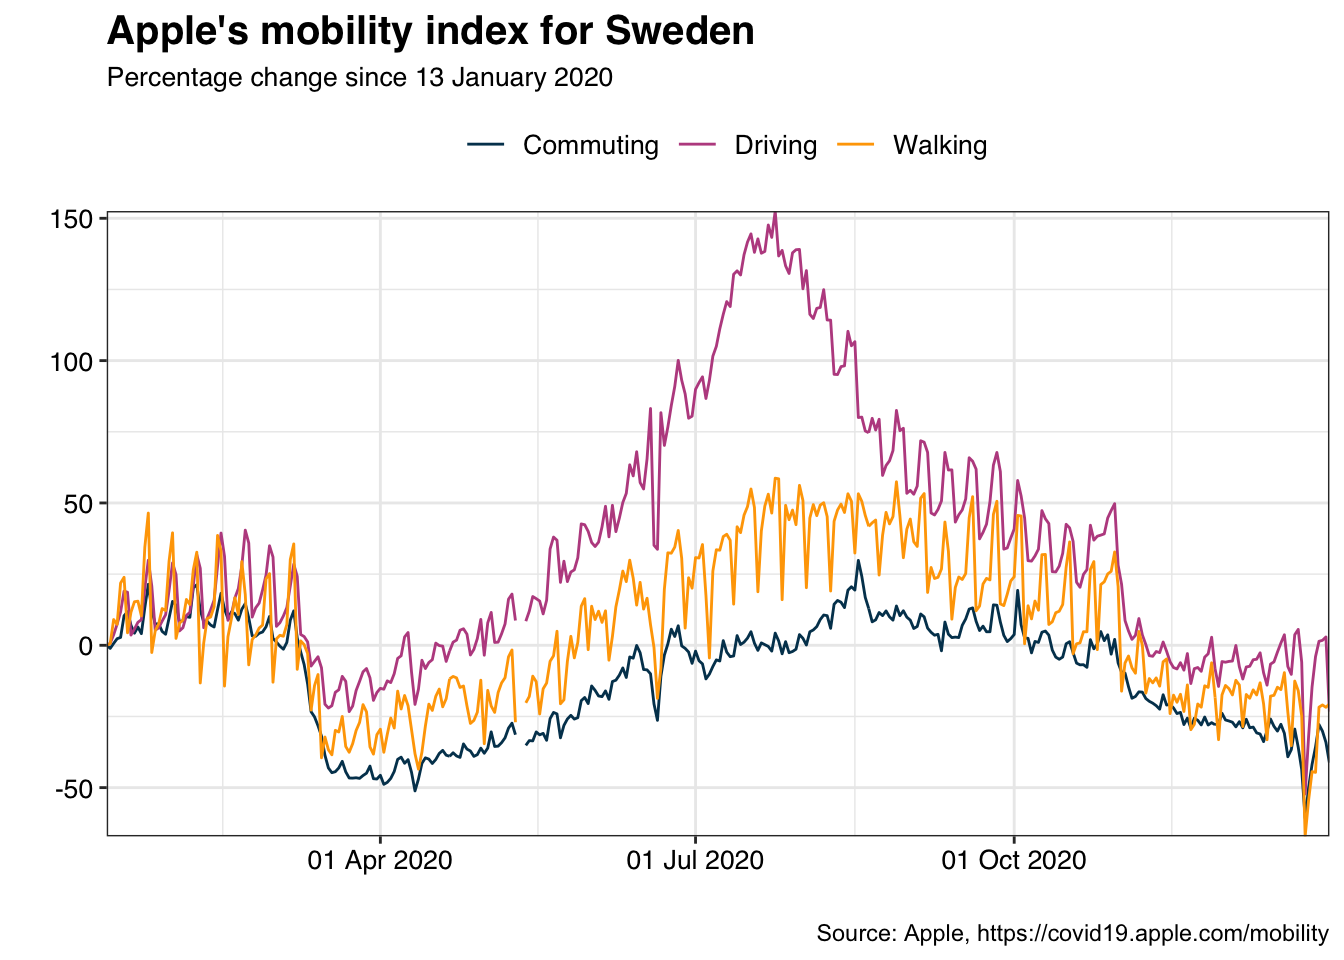 Apple's mobility index for Sweden
Percentage change since 13 January 2020
Commuting Driving Walking
150
100
50
0
-50
01 Apr 2020 01 Jul 2020 01 Oct 2020
Source: Apple, https://covid19.apple.com/mobility